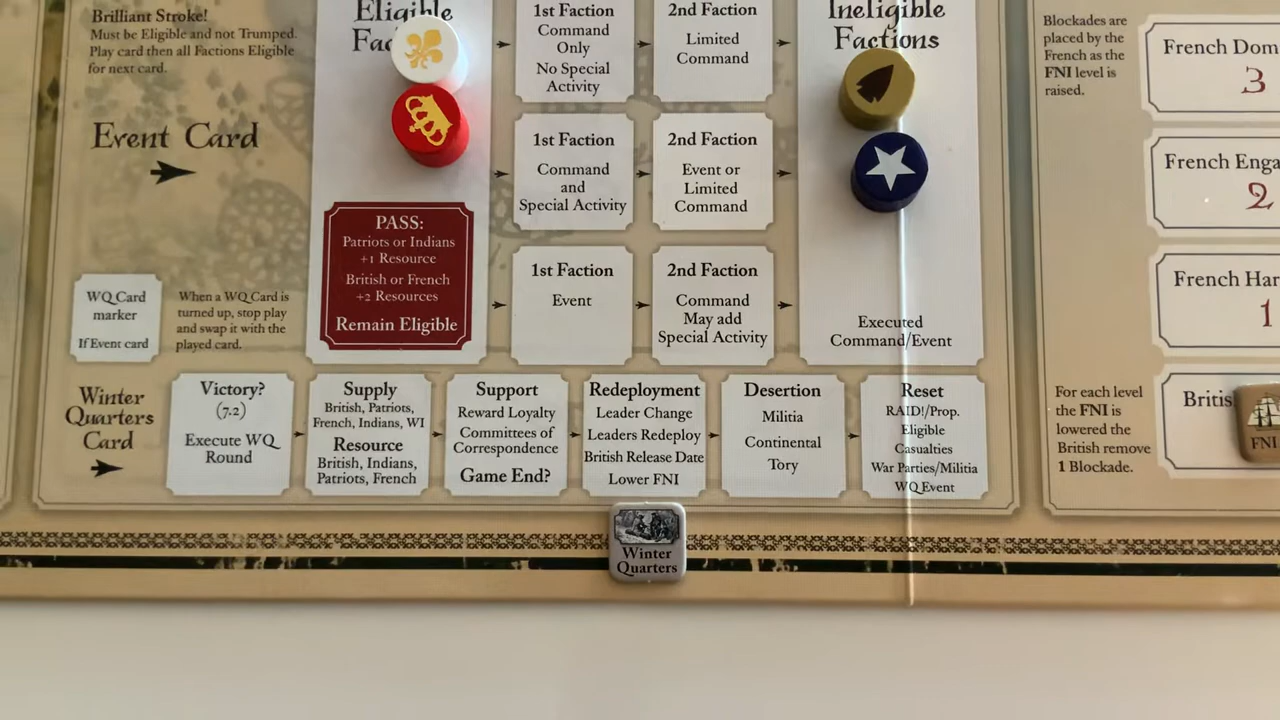 Brilliant Stroke!
Must be Eligible and not Trumped.
Play card then all Factions Eligible
for next card.
Event Card
WQ Card
marker
If Event card
When a WQ Card is
turned up, stop play
and swap it with the
played card.
Eligible
PASS:
Patriots or Indians
+1 Resource
British or French
+2 Resources
Remain Eligible
1st Faction
Command
Only
No Special
Activity
2nd Faction
Limited
Command
1st Faction
Command
and
Special Activity
2nd Faction
Event or
Limited
Command
1st Faction
Event
2nd Faction
Command
May add
Special Activity
Ineligible
Factions
Executed
Command/Event
Winter
Quarters
Card
Victory?
(7.2)
Execute WQ
Round
Supply
British, Patriots,
French, Indians, WI
Resource
British, Indians,
Patriots, French
Support
Reward Loyalty
Committees of
Correspondence
Game End?
Redeployment
Leader Change
Leaders Redeploy
British Release Date
Lower FNI
Desertion
Militia
Continental
Tory
Reset
RAID!/Prop.
Eligible
Casualties
War Parties/Militia
WQ Event
Winter
Quarters
Blockades are
placed by the
French as the
FNI level is
raised.
For each level
the FNI is
lowered the
British remove
1 Blockade.
French Dom
3
French Enga
2
French Har
1
Britis
FNI